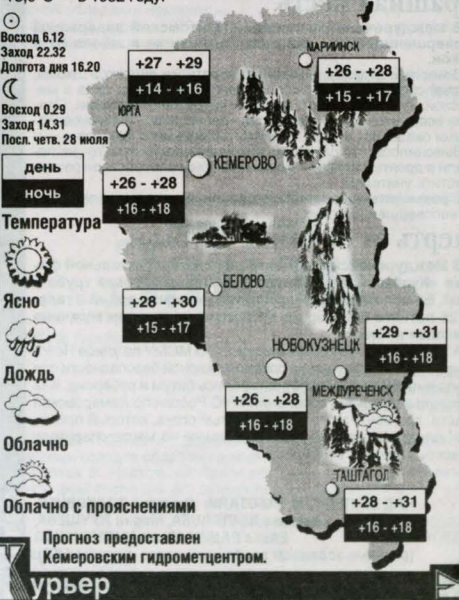 Восход 6.12
Заход 22.32
Долгота дня 16.20
Восход 0.29
Заход 14.31
Посл. четв. 28 июля
день
ночь
Температура
Ясно
Дождь
Облачно
Облачно с прояснениями
+27 - +29
+14 - +16
ЮРГА
МАРИИНСК
+26 - +28
+15 - +17
КЕМЕРОВО
+26 - +28
+16 - +18
БЕЛОВО
+28 - +30
+15 - +17
НОВОКУЗНЕЦК
+29 - +31
+16 - +18
МЕЖДУРЕЧЕНСК
+26 - +28
+16 - +18
ТАШТАГОЛ
+28 - +31
+16 - +18
Прогноз предоставлен
Кемеровским гидрометцентром.
Курьер